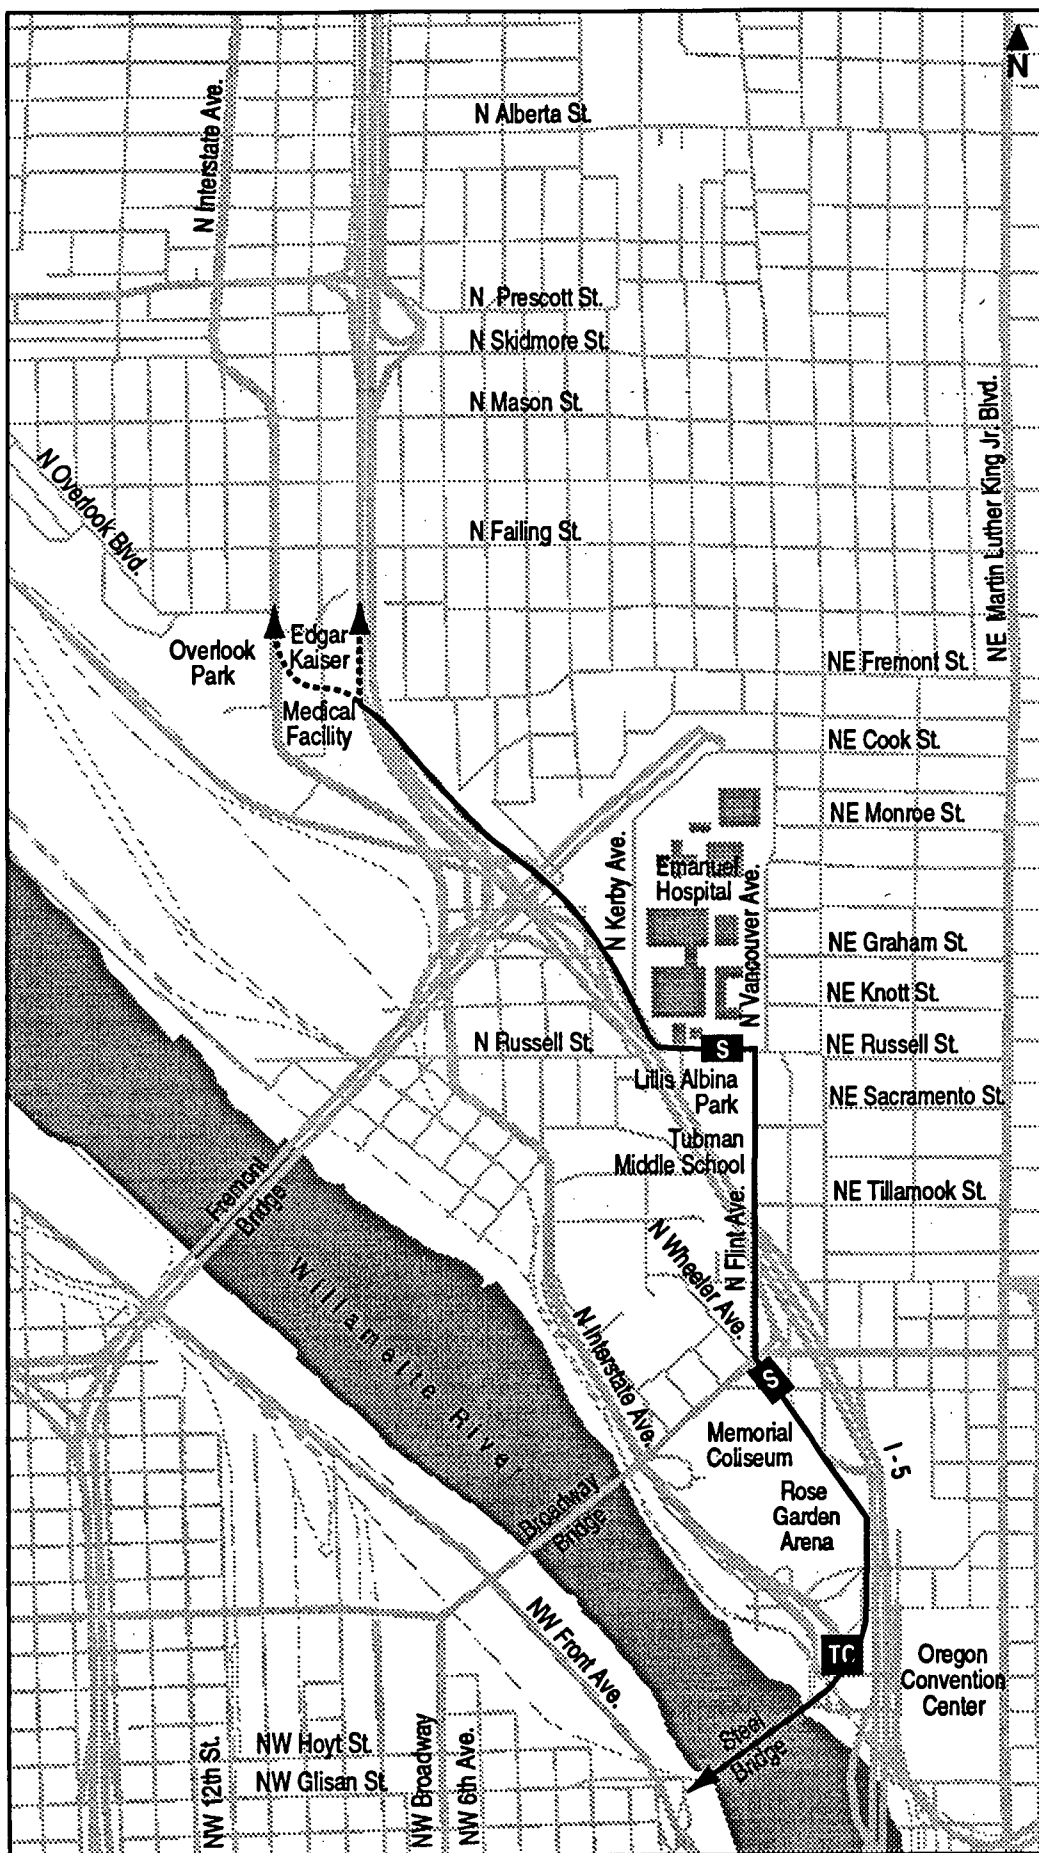 N
N Interstate Ave.
N Alberta St.
N Prescott St.
N Skidmore St.
N Mason St.
NE Martin Luther King Jr. Blvd.
N Overlook Blvd.
N Failing St.
Overlook
Park
Edgar
Kaiser
Medical
Facility
NE Fremont St.
NE Cook St.
NE Monroe St.
N Kerby Ave.
Emanuel
Hospital
N Vancouver Ave.
NE Graham St.
NE Knott St.
N Russell St.
S
NE Russell St.
Lillis Albina
Park
NE Sacramento St.
Tubman
Middle School
NE Tillamook St.
Fremont
Bridge
N Flint Ave.
N Wheeler Ave.
Willamette River
N Interstate Ave.
S
Memorial
Coliseum
I-5
Rose
Garden
Arena
Broadway
Bridge
NW Front Ave.
TC
Oregon
Convention
Center
Steel
Bridge
NW 12th St.
NW Hoyt St.
NW Glisan St.
NW Broadway
NW 6th Ave.